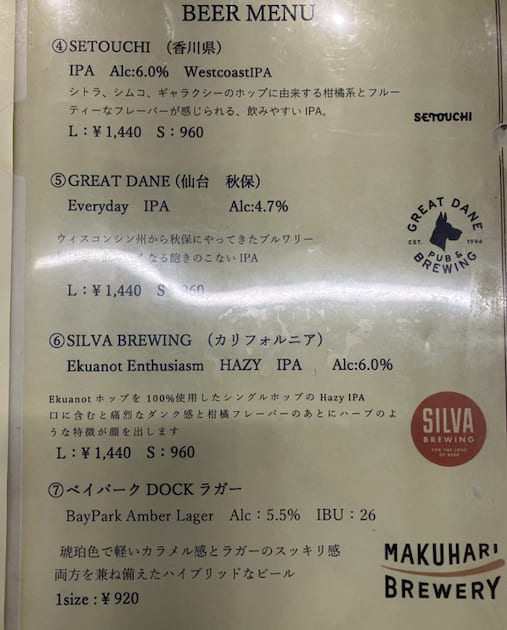 BEER MENU
④SETOUCHI （香川県）
IPA Alc:6.0% WestcoastIPA
シトラ、シムコ、ギャラクシーのホップに由来する柑橘系とフルー
ティーなフレーバーが感じられる、飲みやすい IPA。
L：¥1,440 S：960
SETOUCHI
⑤GREAT DANE（仙台 秋保）
Everyday IPA Alc:4.7%
ウィスコンシン州から秋保にやってきたブルワリー
くなる飽きのこない IPA
L：¥1,440 S：960
GREAT DANE
EST. 1994
PUB &
BREWING
⑥SILVA BREWING （カリフォルニア）
Ekuanot Enthusiasm HAZY IPA Alc:6.0%
Ekuanot ホップを 100%使用したシングルホップの Hazy IPA
口に含むと痛烈なダンク感と柑橘フレーバーのあとにハーブのよ
うな特徴が顔を出します
L：¥1,440 S：960
SILVA
BREWING
FOR THE LOVE
OF BEER
⑦ベイパーク DOCK ラガー
BayPark Amber Lager Alc：5.5% IBU：26
琥珀色で軽いカラメル感とラガーのスッキリ感
両方を兼ね備えたハイブリッドなビール
1size : ¥920
MAKUHARI
BREWERY